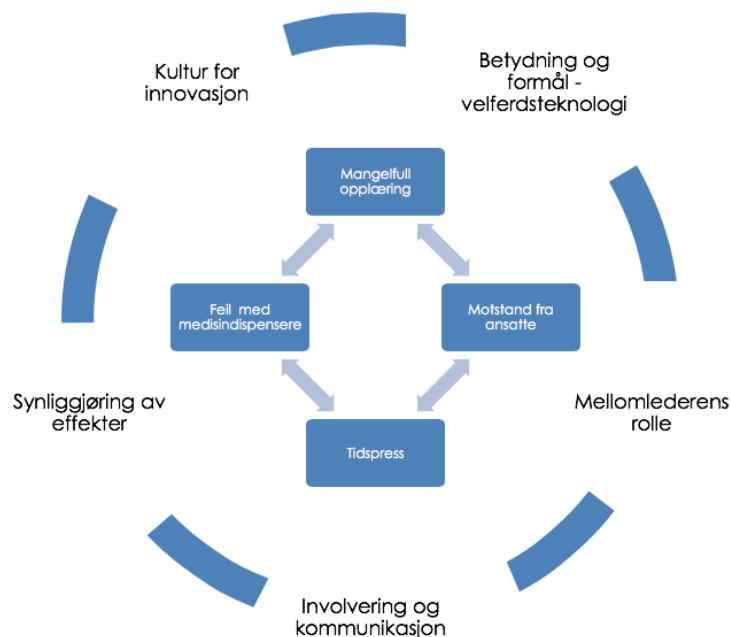 Kultur for
innovasjon
Betydning og
formål -
velferdsteknologi
Mangelfull
opplæring
Feil med
medisindispensere
Motstand fra
ansatte
Tidspress
Synliggjøring av
effekter
Mellomlederens
rolle
Involvering og
kommunikasjon